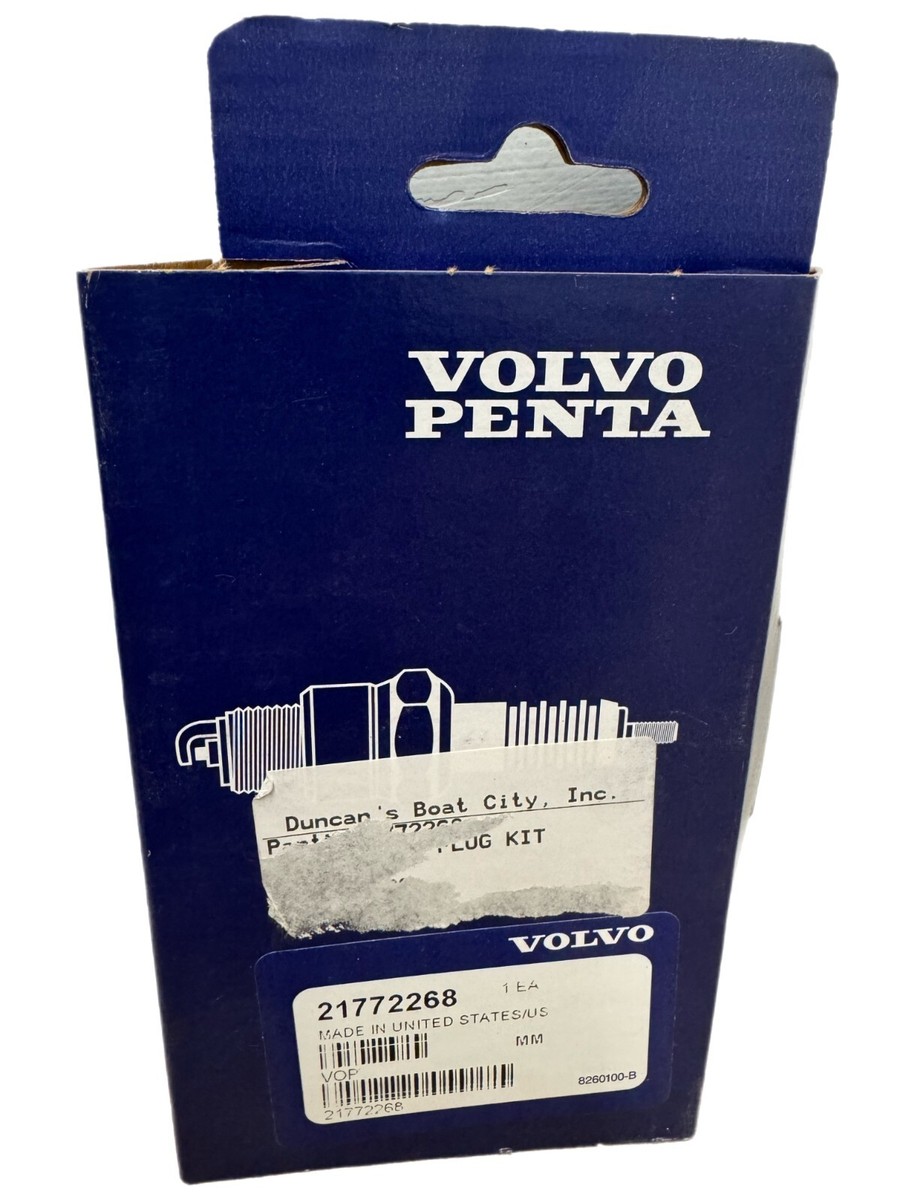 VOLVO
PENTA
Duncan's Boat City, Inc.
PLUG KIT
VOLVO
21772268 1 EA
MADE IN UNITED STATES/US
MM
VOP
8260100-B
21772268